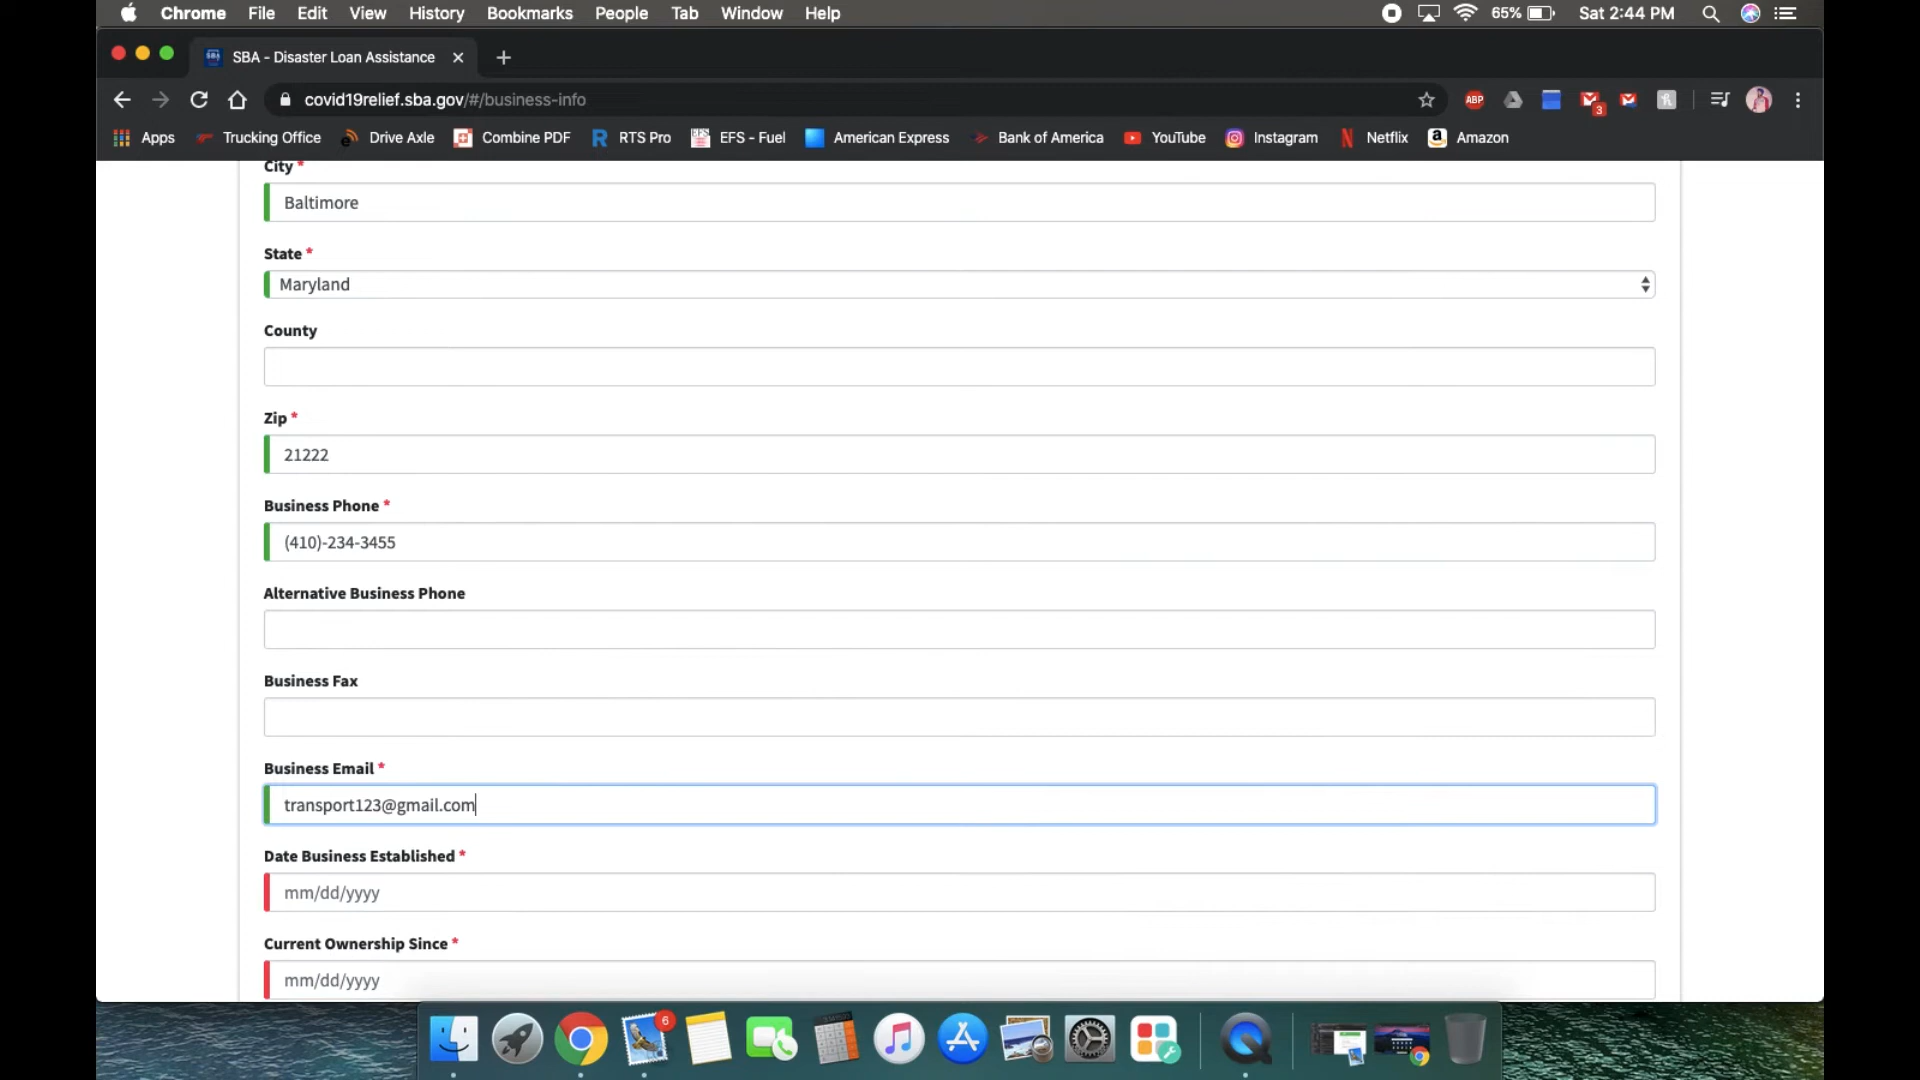 Chrome File Edit View History Bookmarks People Tab Window Help 65% Sat 2:44 PM
SBA - Disaster Loan Assistance
covid19relief.sba.gov/#/business-info ABP 3
Apps Trucking Office Drive Axle Combine PDF RTS Pro EFS EFS - Fuel American Express Bank of America YouTube Instagram Netflix Amazon
City *
Baltimore
State *
Maryland
County
Zip *
21222
Business Phone *
(410)-234-3455
Alternative Business Phone
Business Fax
Business Email *
transport123@gmail.com
Date Business Established *
mm/dd/yyyy
Current Ownership Since *
mm/dd/yyyy
6